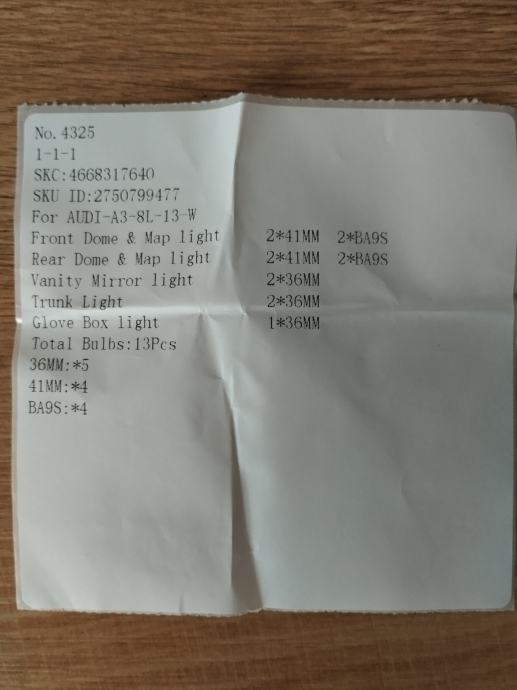 No. 4325
1-1-1
SKC:4668317640
SKU ID:2750799477
For AUDI-A3-8L-13-W
Front Dome & Map light 2*41MM 2*BA9S
Rear Dome & Map light 2*41MM 2*BA9S
Vanity Mirror light 2*36MM
Trunk Light 2*36MM
Glove Box light 1*36MM
Total Bulbs:13Pcs
36MM:*5
41MM:*4
BA9S:*4